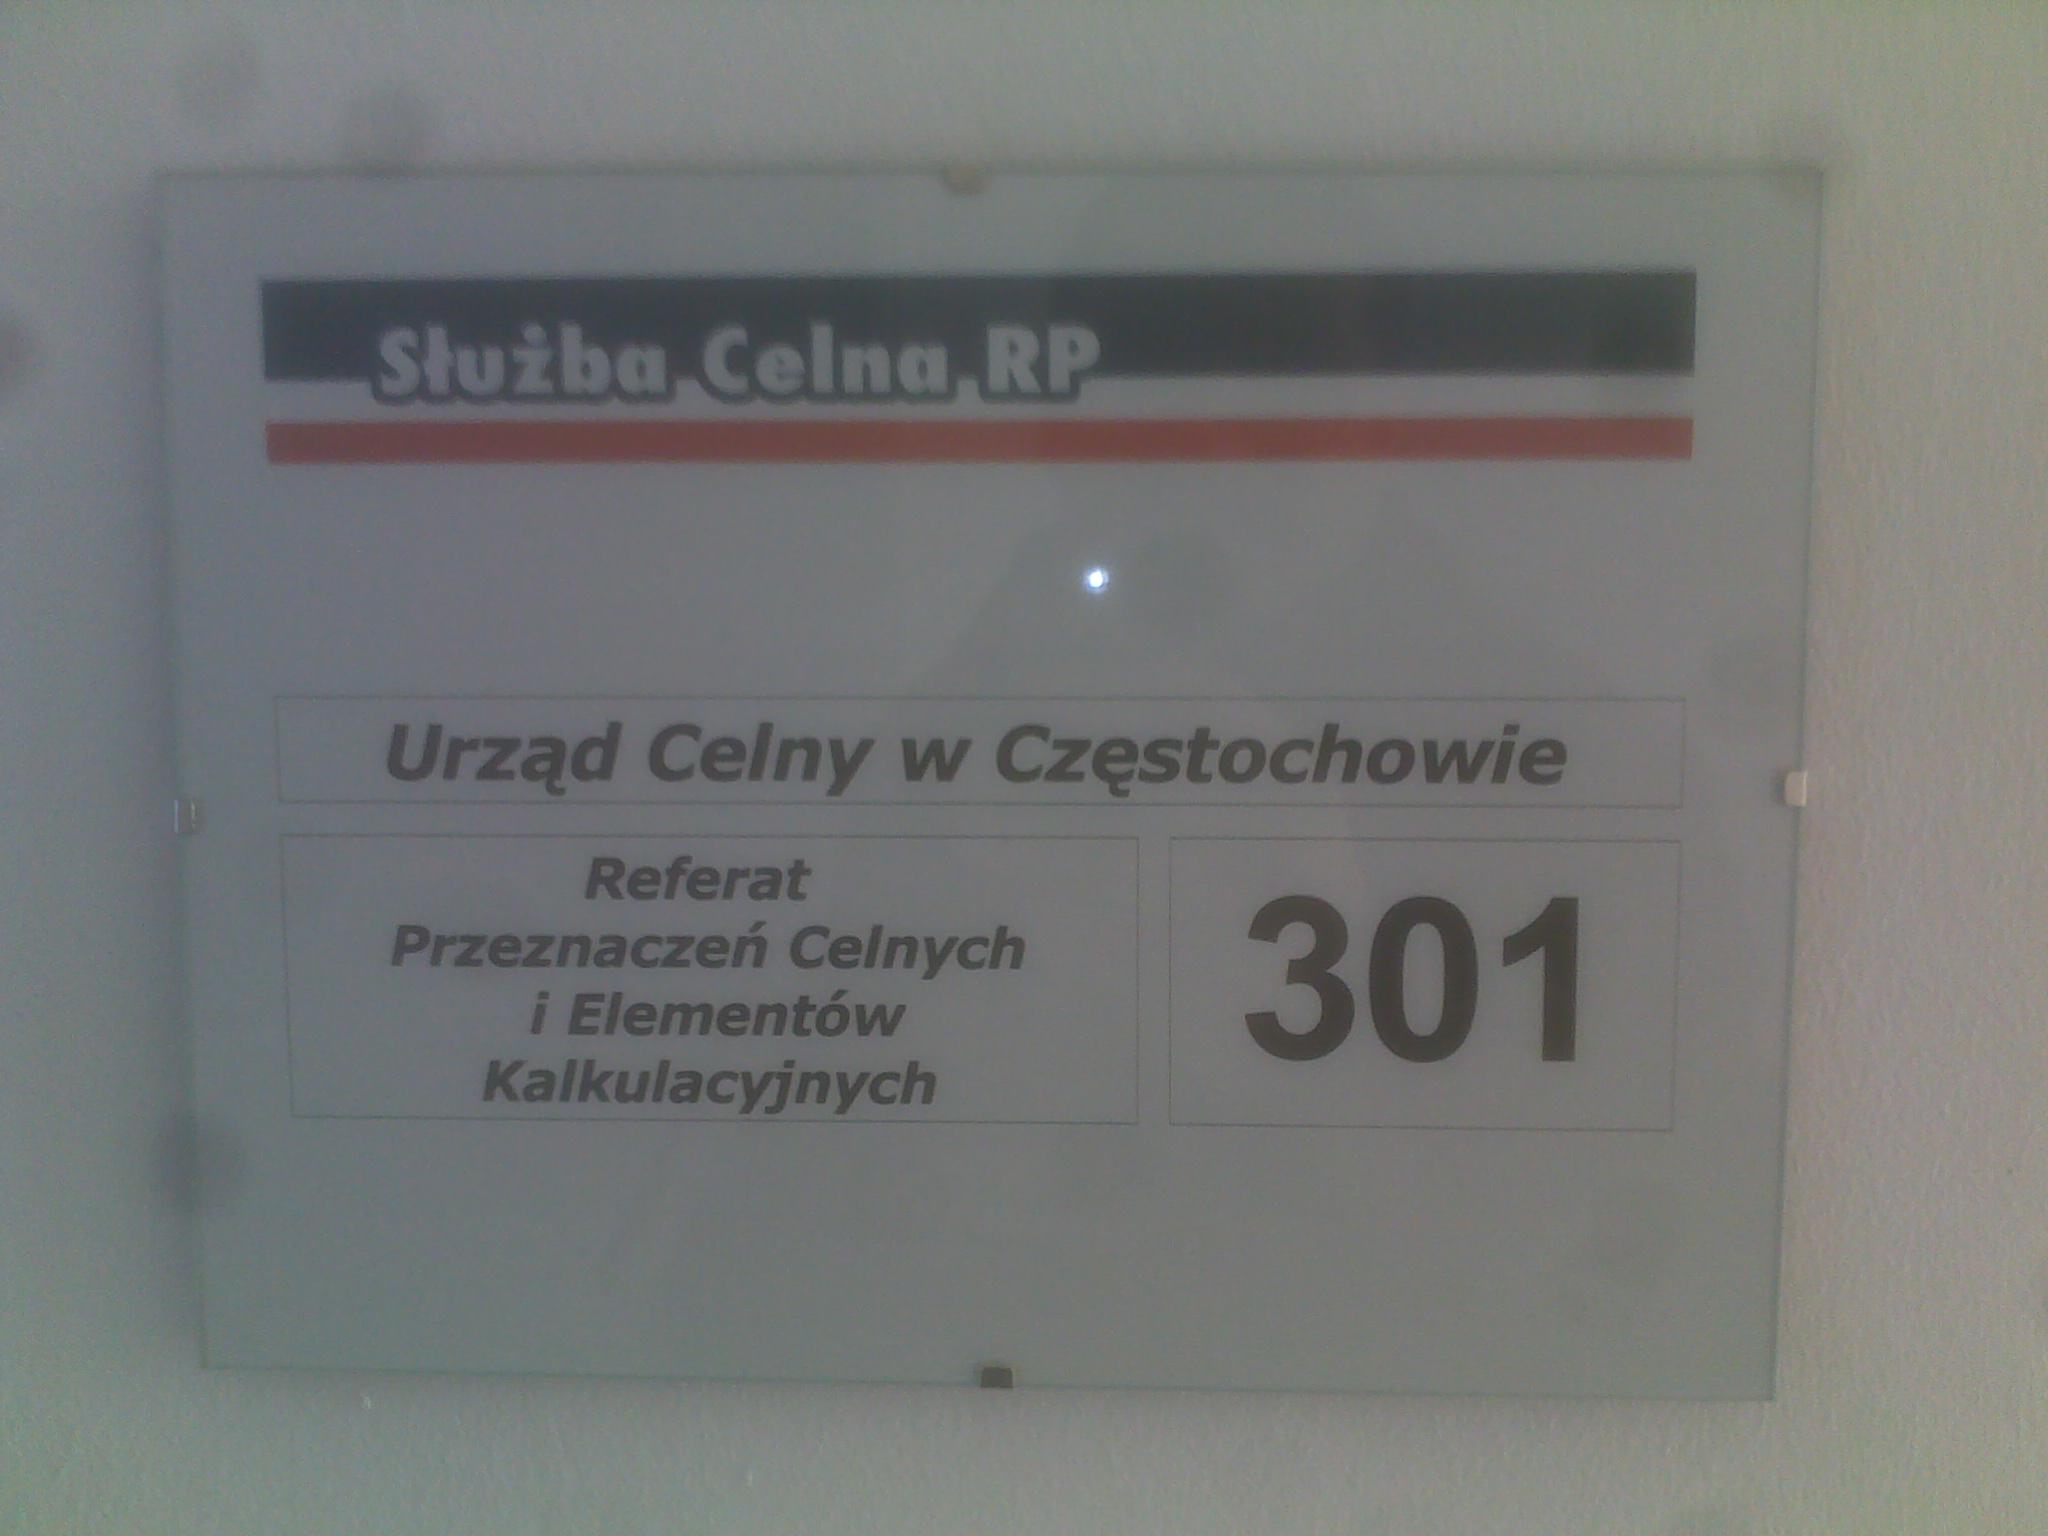 Służba Celna RP
Urząd Celny w Częstochowie
Referat
Przeznaczeń Celnych
i Elementów
Kalkulacyjnych
301